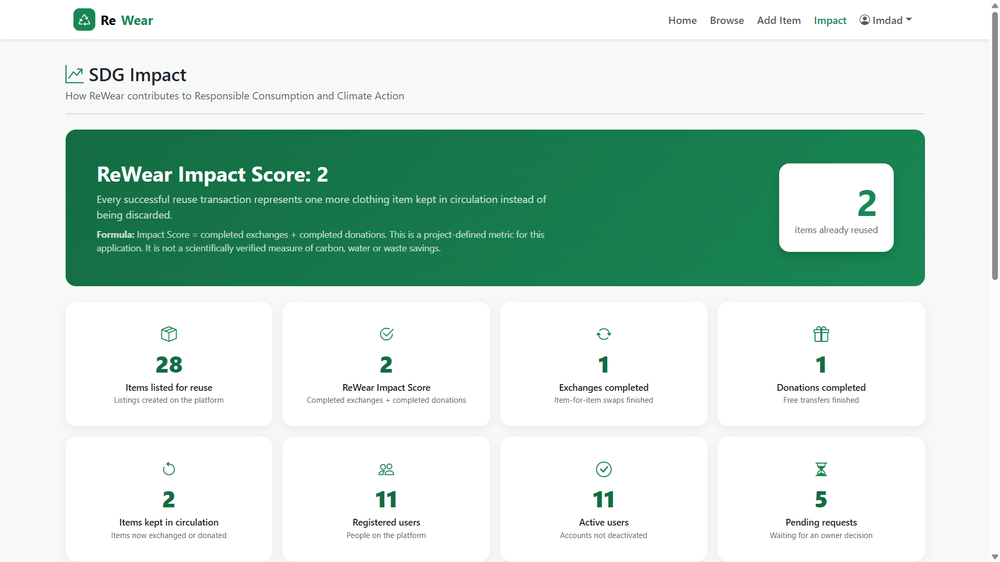 Re Wear
Home Browse Add Item Impact Imdad
SDG Impact
How ReWear contributes to Responsible Consumption and Climate Action
ReWear Impact Score: 2
Every successful reuse transaction represents one more clothing item kept in circulation instead of
being discarded.
Formula: Impact Score = completed exchanges + completed donations. This is a project-defined metric for this
application. It is not a scientifically verified measure of carbon, water or waste savings.
2
items already reused
28
Items listed for reuse
Listings created on the platform
2
ReWear Impact Score
Completed exchanges + completed donations
1
Exchanges completed
Item-for-item swaps finished
1
Donations completed
Free transfers finished
2
Items kept in circulation
Items now exchanged or donated
11
Registered users
People on the platform
11
Active users
Accounts not deactivated
5
Pending requests
Waiting for an owner decision